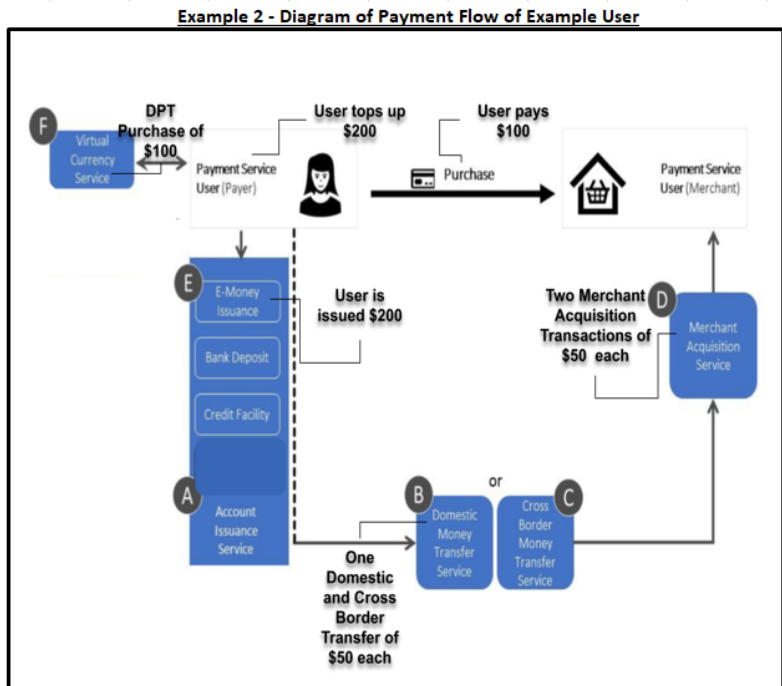 Example 2 - Diagram of Payment Flow of Example User
F
Virtual
Currency
Service
DPT
Purchase of
$100
User tops up
$200
User pays
$100
Payment Service
User (Payer)
Purchase
Payment Service
User (Merchant)
E
E-Money
Issuance
Bank Deposit
Credit Facility
A
Account
Issuance
Service
User is
issued $200
Two Merchant
Acquisition
Transactions of
$50 each
D
Merchant
Acquisition
Service
B
Domestic
Money
Transfer
Service
or
C
Cross
Border
Money
Transfer
Service
One
Domestic
and Cross
Border
Transfer of
$50 each